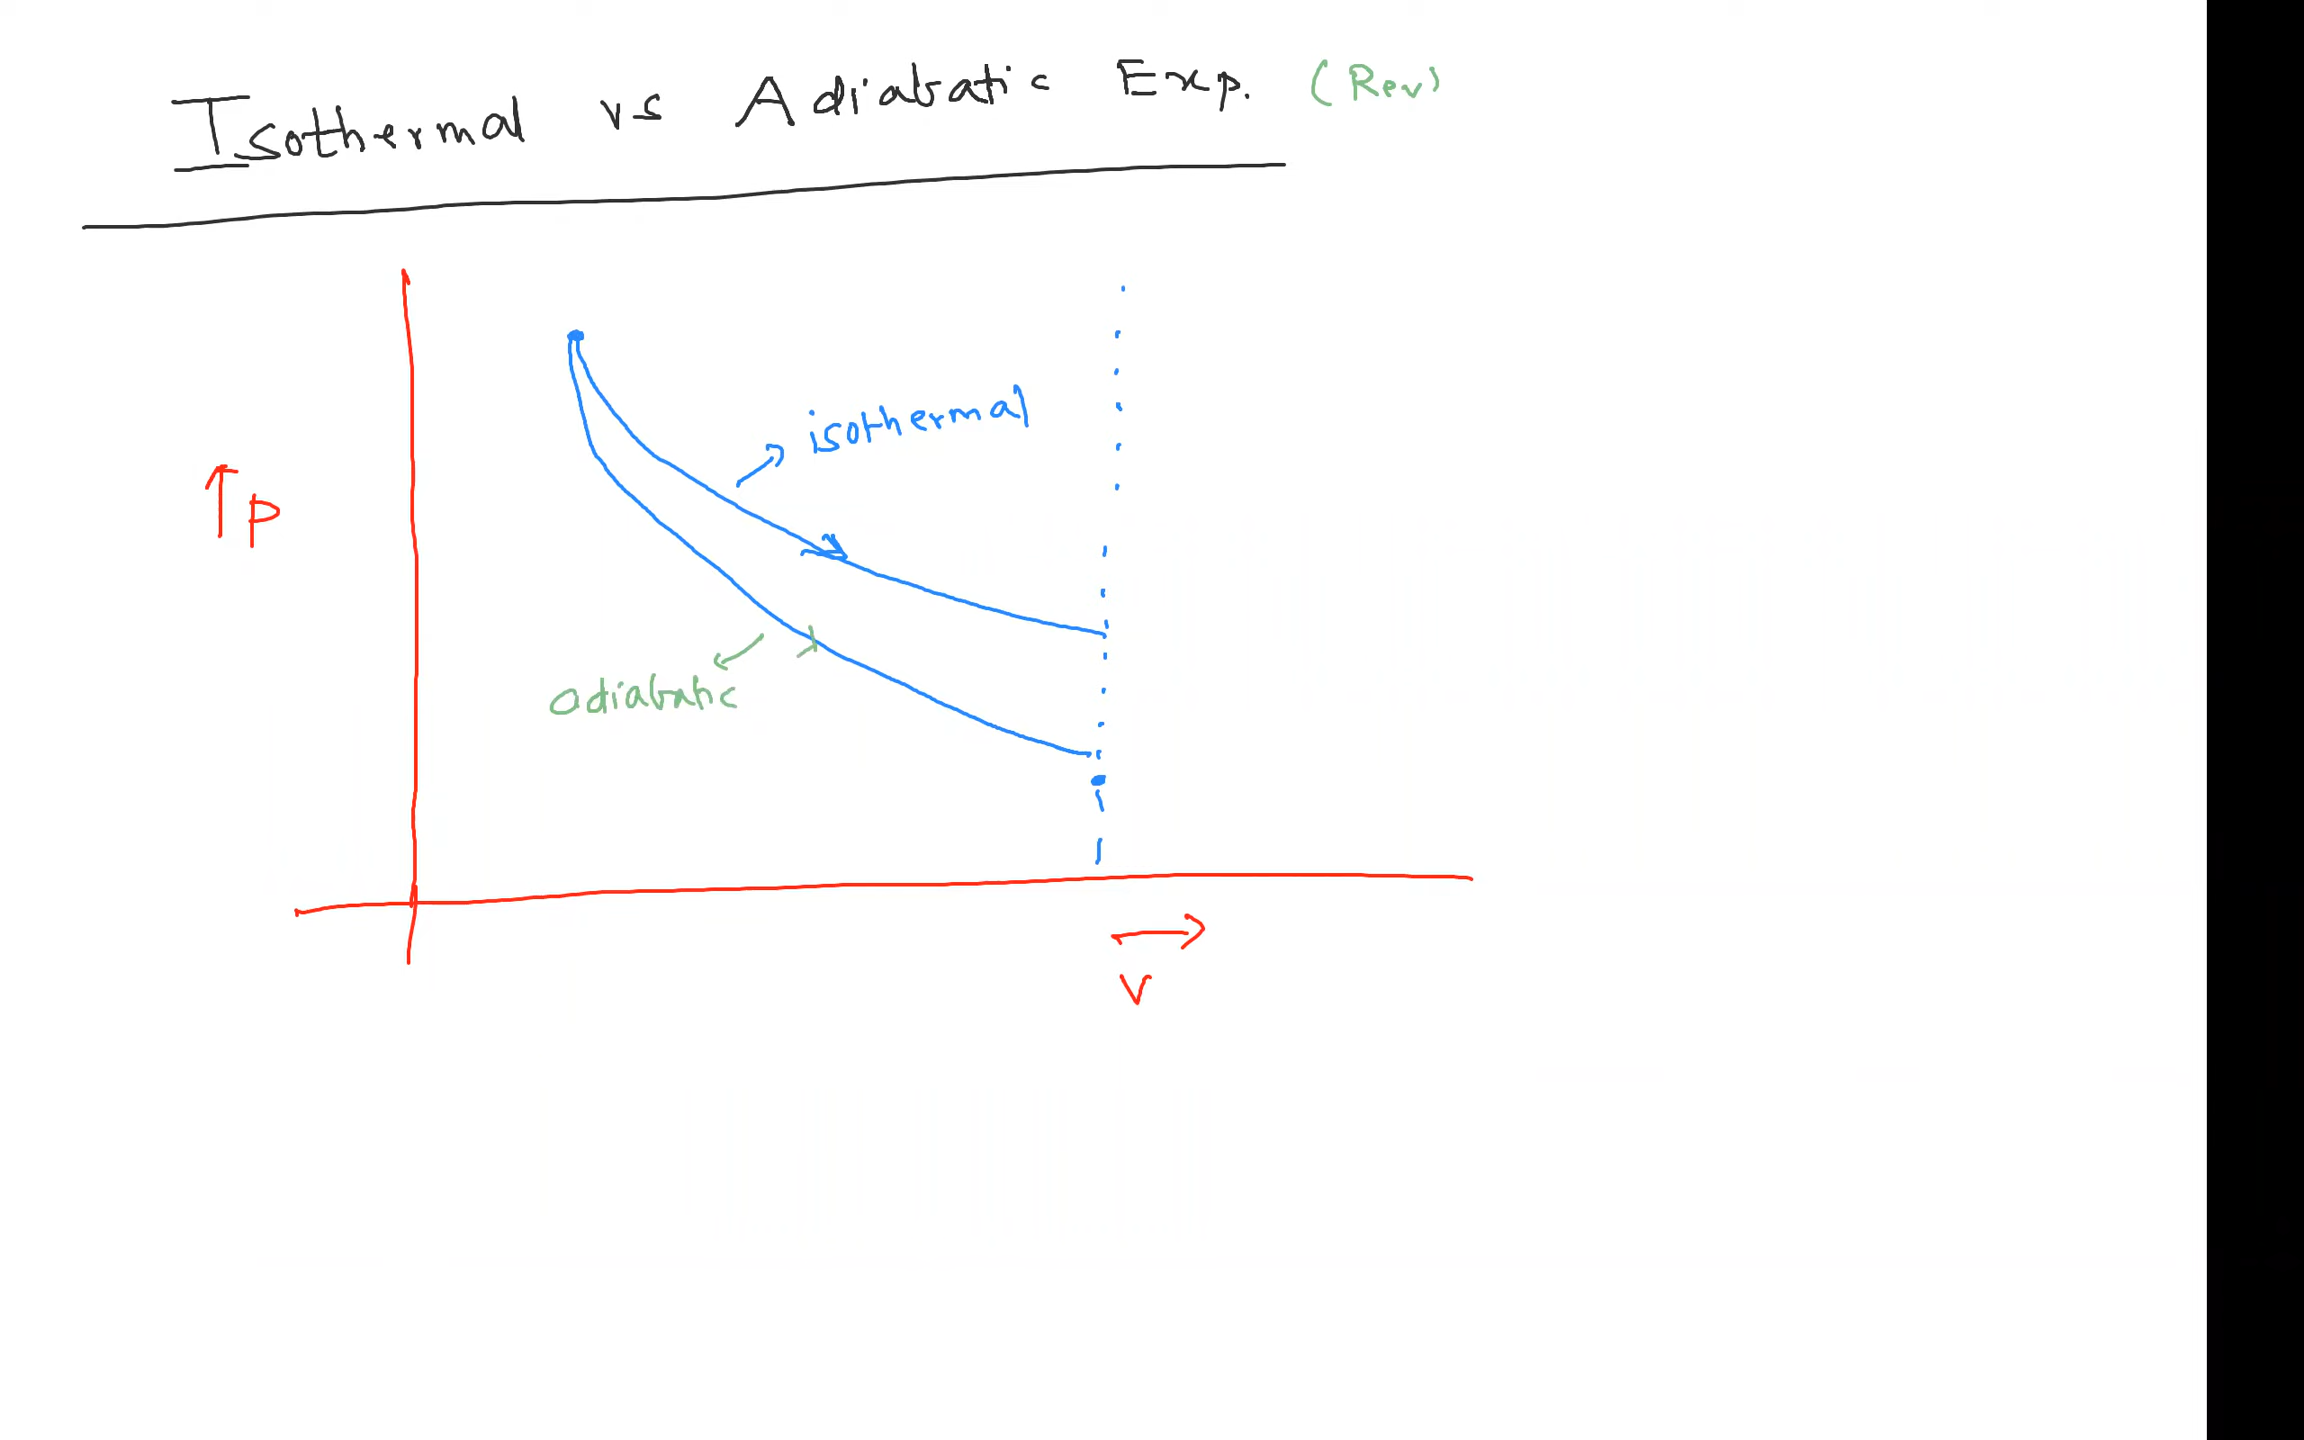 Isothermal vs Adiabatic Exp. (Rev)
isothermal
↑P
adiabatic
→
V